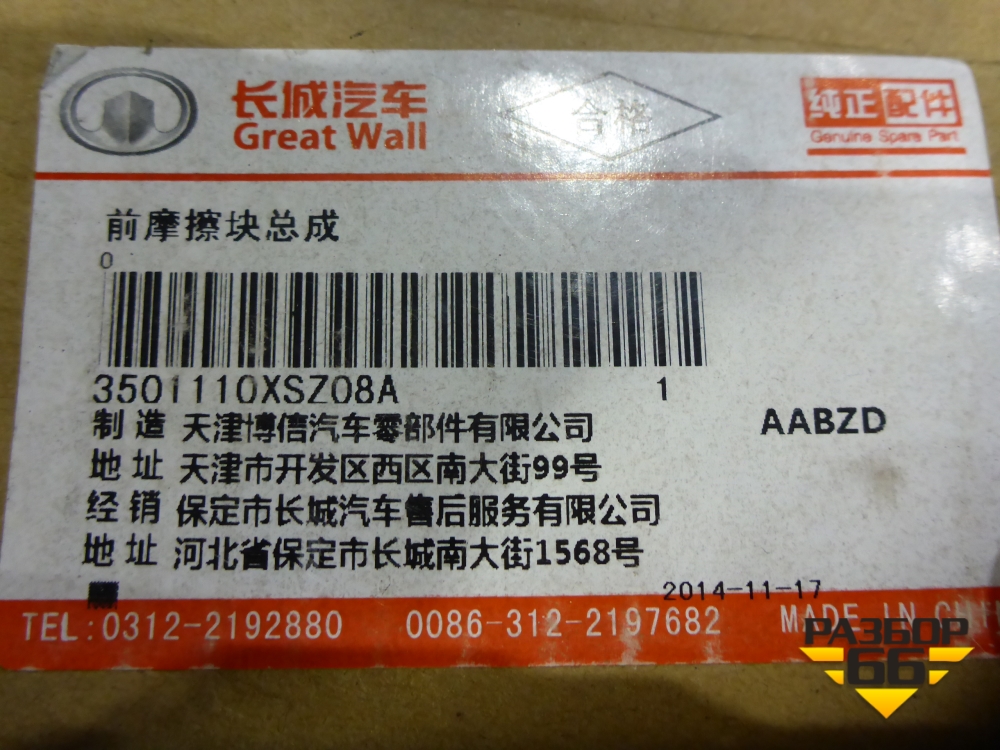 长城汽车
Great Wall
合格
纯正配件
Genuine Spare Part
前摩擦块总成
0
3501110XSZ08A 1
制造 天津博信汽车零部件有限公司
AABZD
地址 天津市开发区西区南大街99号
经销 保定市长城汽车售后服务有限公司
地址 河北省保定市长城南大街1568号
2014-11-17
TEL:0312-2192880 0086-312-2197682 MADE IN
РАЗБОР
66